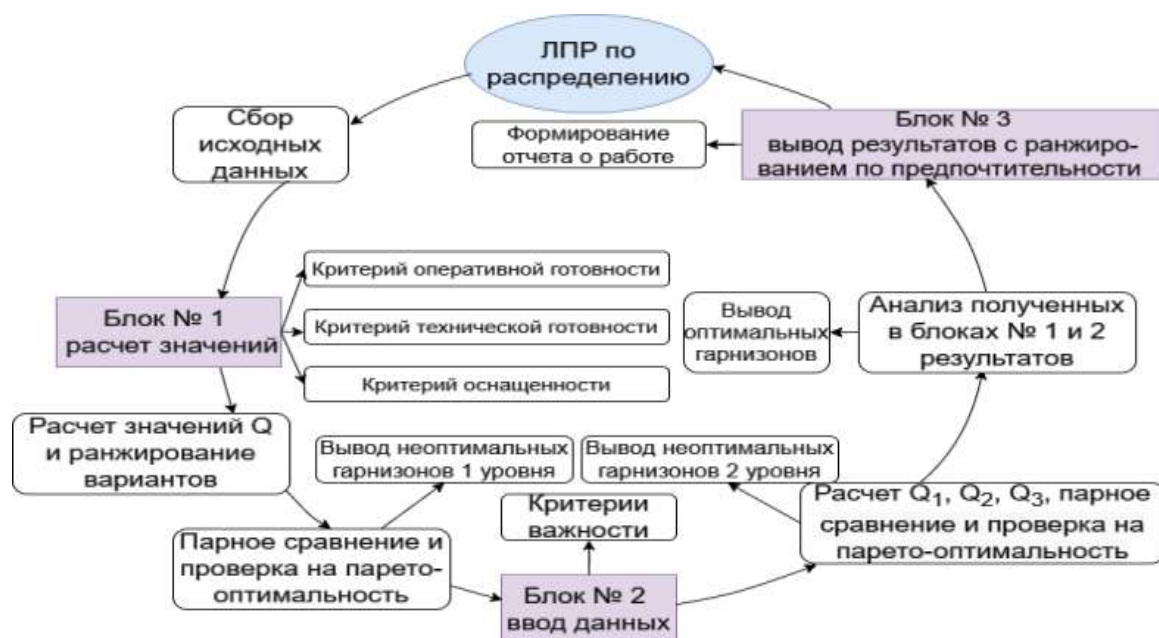 ЛПР по
распределению
Сбор
исходных
данных
Формирование
отчета о работе
Блок № 3
вывод результатов с ранжиро-
ванием по предпочтительности
Критерий оперативной готовности
Блок № 1
расчет значений
Критерий технической готовности
Критерий оснащенности
Вывод
оптимальных
гарнизонов
Анализ полученных
в блоках № 1 и 2
результатов
Расчет значений Q
и ранжирование
вариантов
Вывод неоптимальных
гарнизонов 1 уровня
Вывод неоптимальных
гарнизонов 2 уровня
Критерии
важности
Расчет Q₁, Q₂, Q₃, парное
сравнение и проверка на
парето-оптимальность
Парное сравнение и
проверка на парето-
оптимальность
Блок № 2
ввод данных